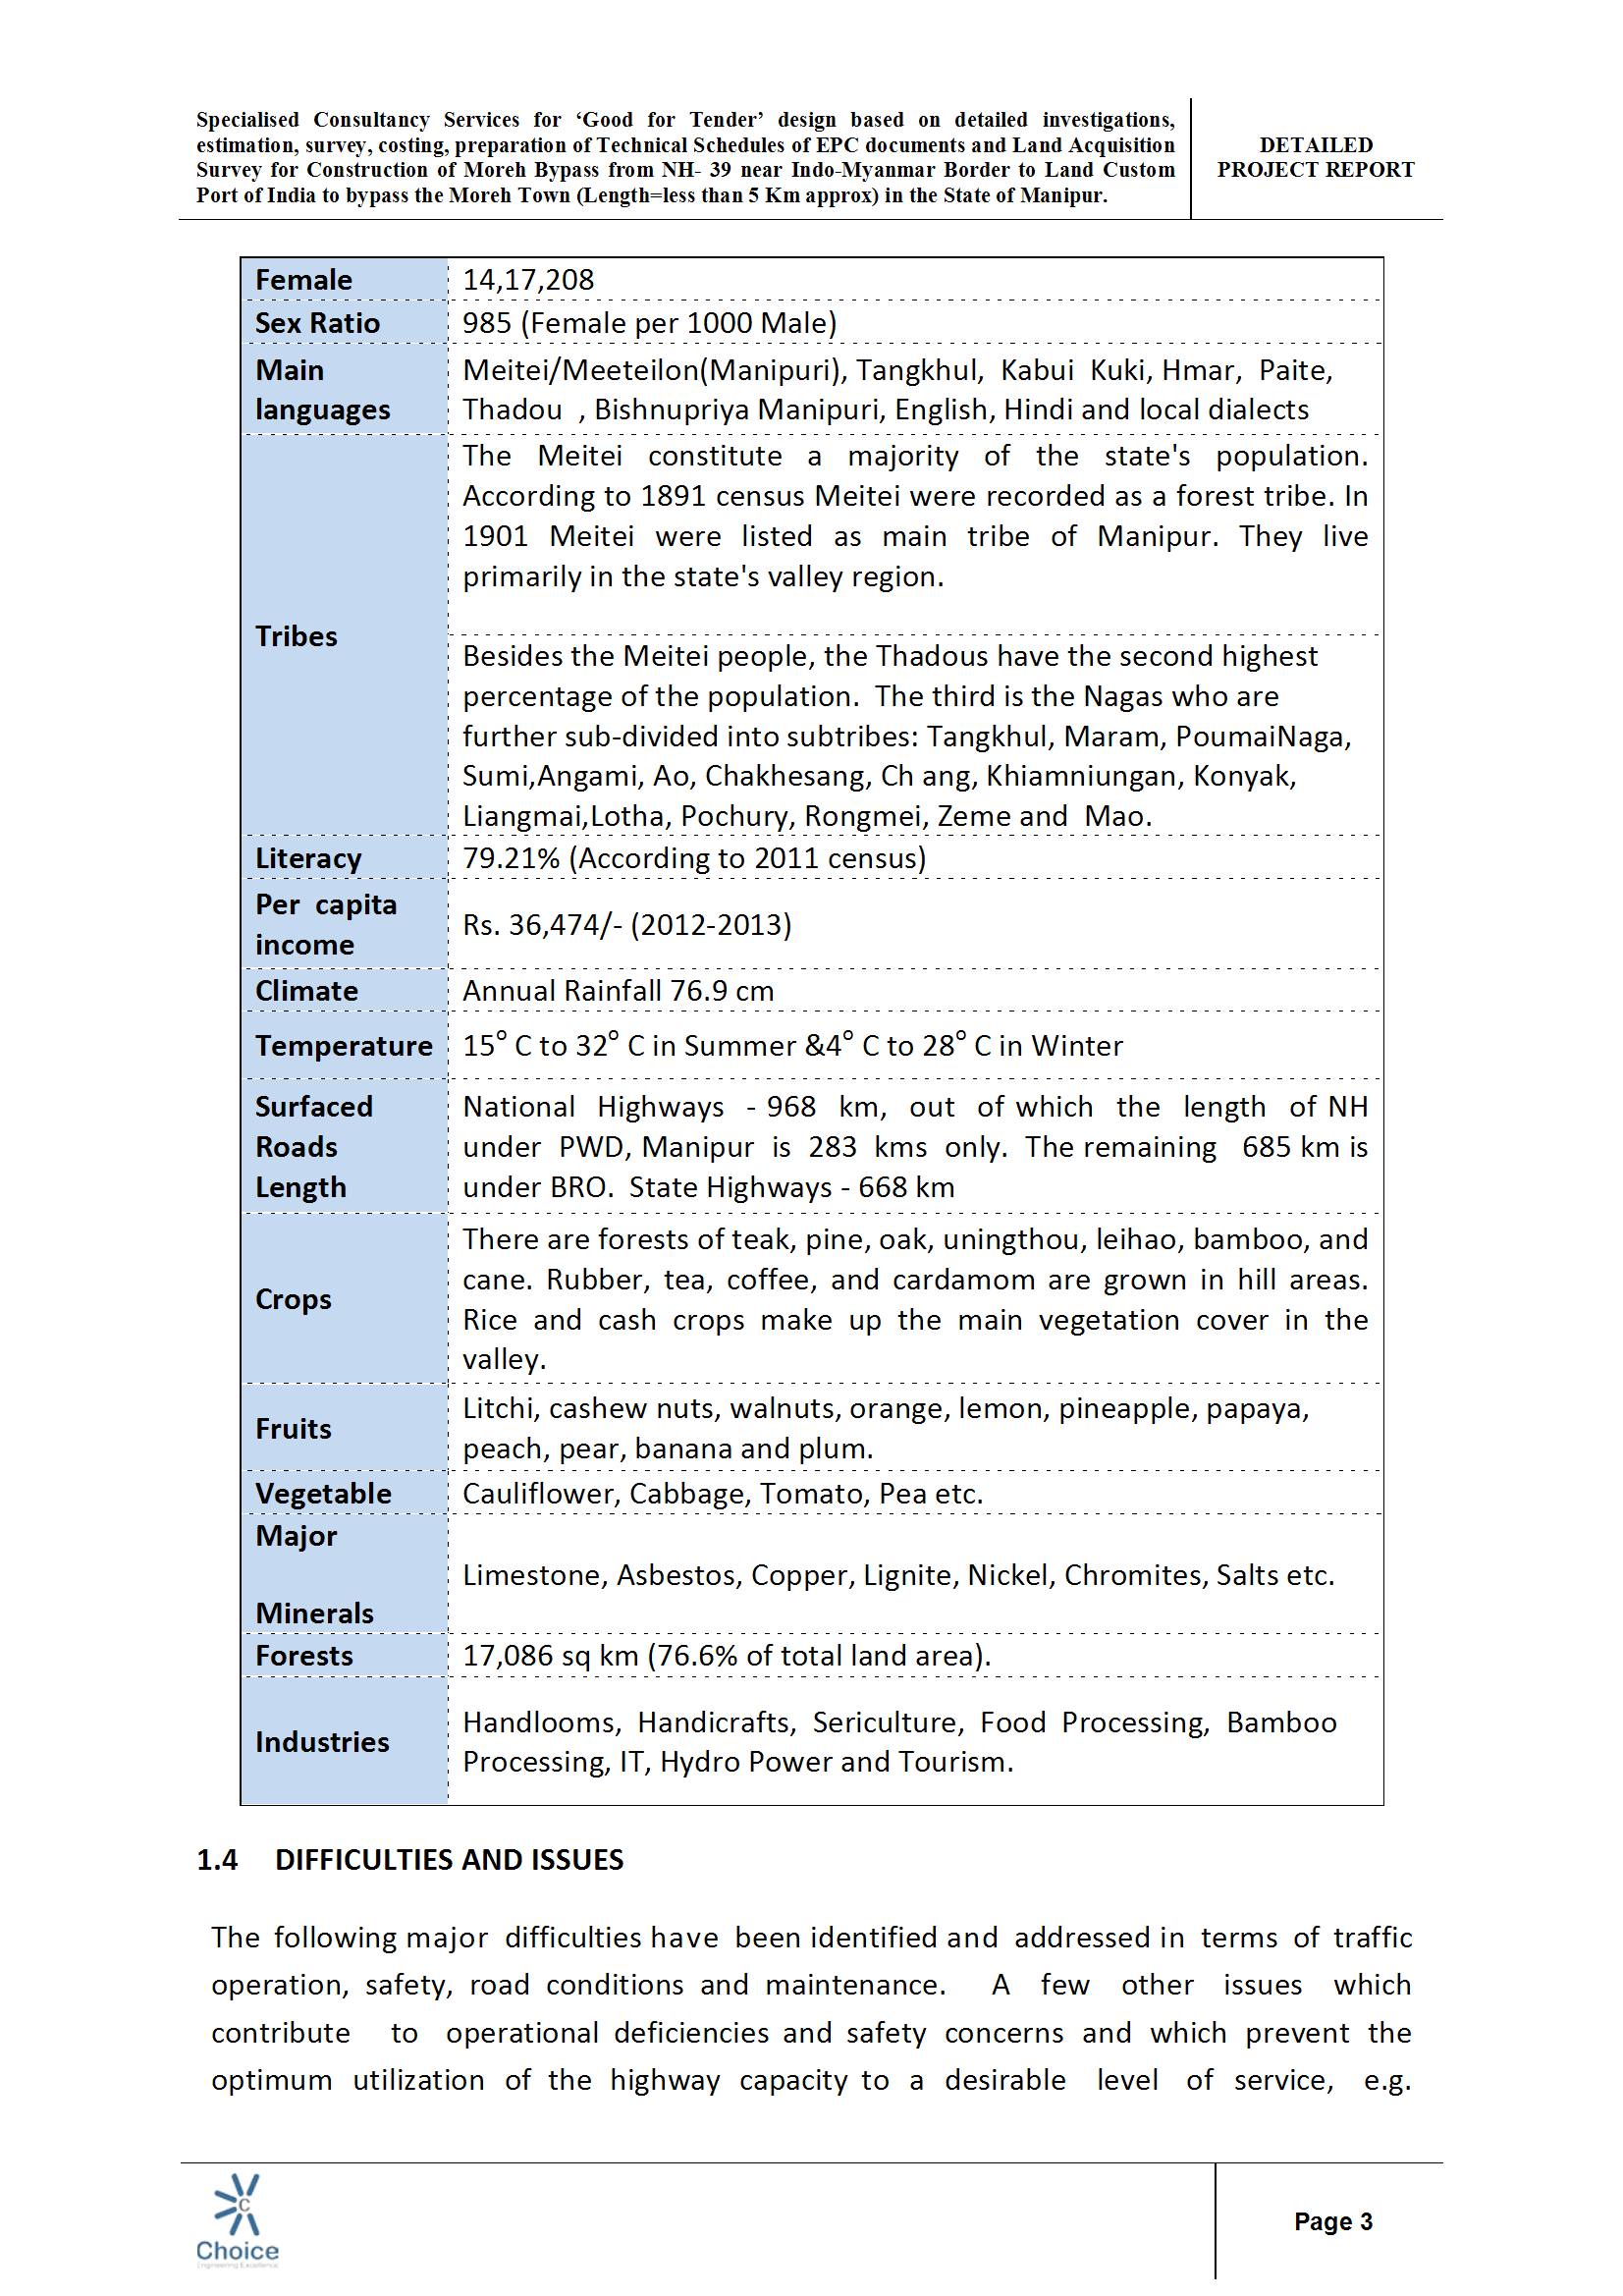 Specialised Consultancy Services for ‘Good for Tender’ design based on detailed investigations,
estimation, survey, costing, preparation of Technical Schedules of EPC documents and Land Acquisition
Survey for Construction of Moreh Bypass from NH- 39 near Indo-Myanmar Border to Land Custom
Port of India to bypass the Moreh Town (Length=less than 5 Km approx) in the State of Manipur.
DETAILED
PROJECT REPORT
Female 14,17,208
Sex Ratio 985 (Female per 1000 Male)
Main
languages
Meitei/Meeteilon(Manipuri), Tangkhul, Kabui Kuki, Hmar, Paite,
Thadou , Bishnupriya Manipuri, English, Hindi and local dialects
Tribes
The Meitei constitute a majority of the state's population.
According to 1891 census Meitei were recorded as a forest tribe. In
1901 Meitei were listed as main tribe of Manipur. They live
primarily in the state's valley region.
Besides the Meitei people, the Thadous have the second highest
percentage of the population. The third is the Nagas who are
further sub-divided into subtribes: Tangkhul, Maram, PoumaiNaga,
Sumi,Angami, Ao, Chakhesang, Ch ang, Khiamniungan, Konyak,
Liangmai,Lotha, Pochury, Rongmei, Zeme and Mao.
Literacy 79.21% (According to 2011 census)
Per capita
income
Rs. 36,474/- (2012-2013)
Climate Annual Rainfall 76.9 cm
Temperature 15° C to 32° C in Summer &4° C to 28° C in Winter
Surfaced
Roads
Length
National Highways - 968 km, out of which the length of NH
under PWD, Manipur is 283 kms only. The remaining 685 km is
under BRO. State Highways - 668 km
Crops
There are forests of teak, pine, oak, uningthou, leihao, bamboo, and
cane. Rubber, tea, coffee, and cardamom are grown in hill areas.
Rice and cash crops make up the main vegetation cover in the
valley.
Fruits
Litchi, cashew nuts, walnuts, orange, lemon, pineapple, papaya,
peach, pear, banana and plum.
Vegetable Cauliflower, Cabbage, Tomato, Pea etc.
Major
Minerals
Limestone, Asbestos, Copper, Lignite, Nickel, Chromites, Salts etc.
Forests 17,086 sq km (76.6% of total land area).
Industries
Handlooms, Handicrafts, Sericulture, Food Processing, Bamboo
Processing, IT, Hydro Power and Tourism.
1.4 DIFFICULTIES AND ISSUES
The following major difficulties have been identified and addressed in terms of traffic
operation, safety, road conditions and maintenance. A few other issues which
contribute to operational deficiencies and safety concerns and which prevent the
optimum utilization of the highway capacity to a desirable level of service, e.g.
C
Choice
Engineering Excellence
Page 3